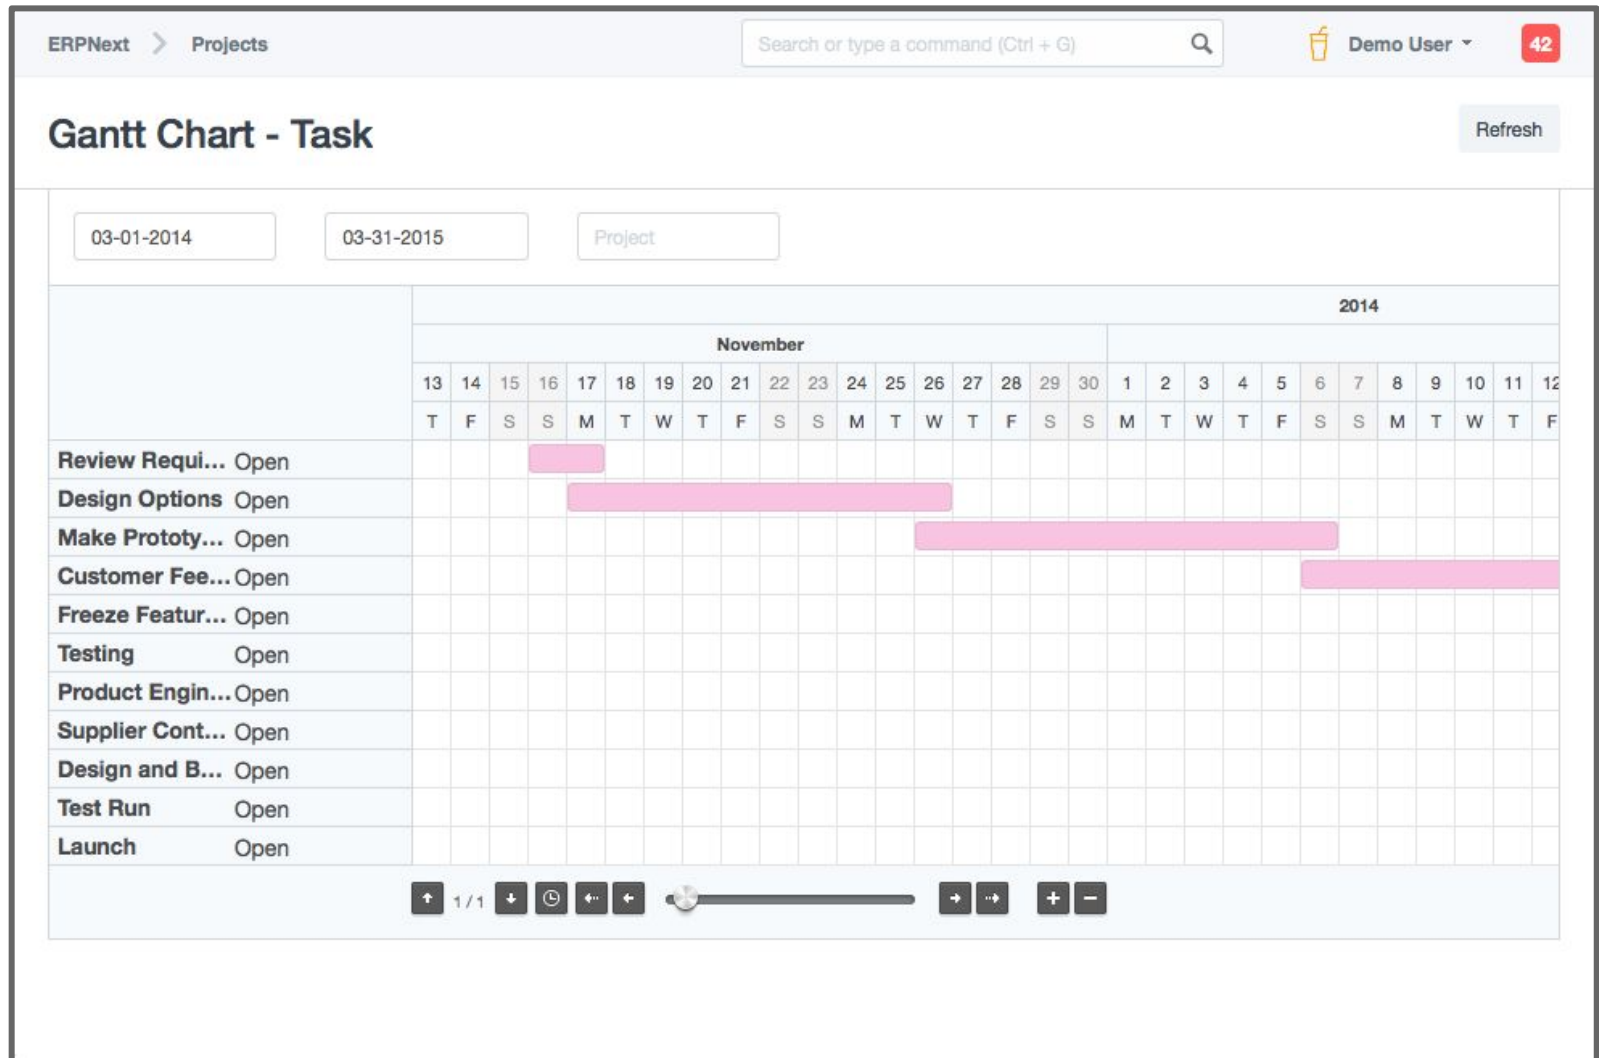 ERPNext Projects Search or type a command (Ctrl + G) Demo User 42
Gantt Chart - Task Refresh
03-01-2014 03-31-2015 Project
2014
November
13 14 15 16 17 18 19 20 21 22 23 24 25 26 27 28 29 30 1 2 3 4 5 6 7 8 9 10 11 12
T F S S M T W T F S S M T W T F S S M T W T F S S M T W T F
Review Requi... Open
Design Options Open
Make Prototy... Open
Customer Fee... Open
Freeze Featur... Open
Testing Open
Product Engin... Open
Supplier Cont... Open
Design and B... Open
Test Run Open
Launch Open
1 / 1